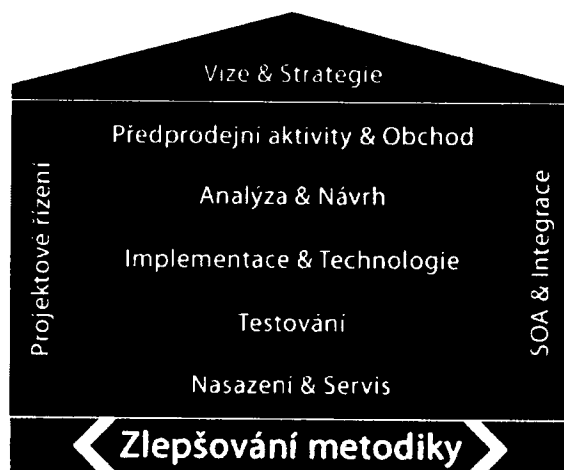 Vize & Strategie
Předprodejní aktivity & Obchod
Projektové řízení
Analýza & Návrh
SOA & Integrace
Implementace & Technologie
Testování
Nasazení & Servis
Zlepšování metodiky